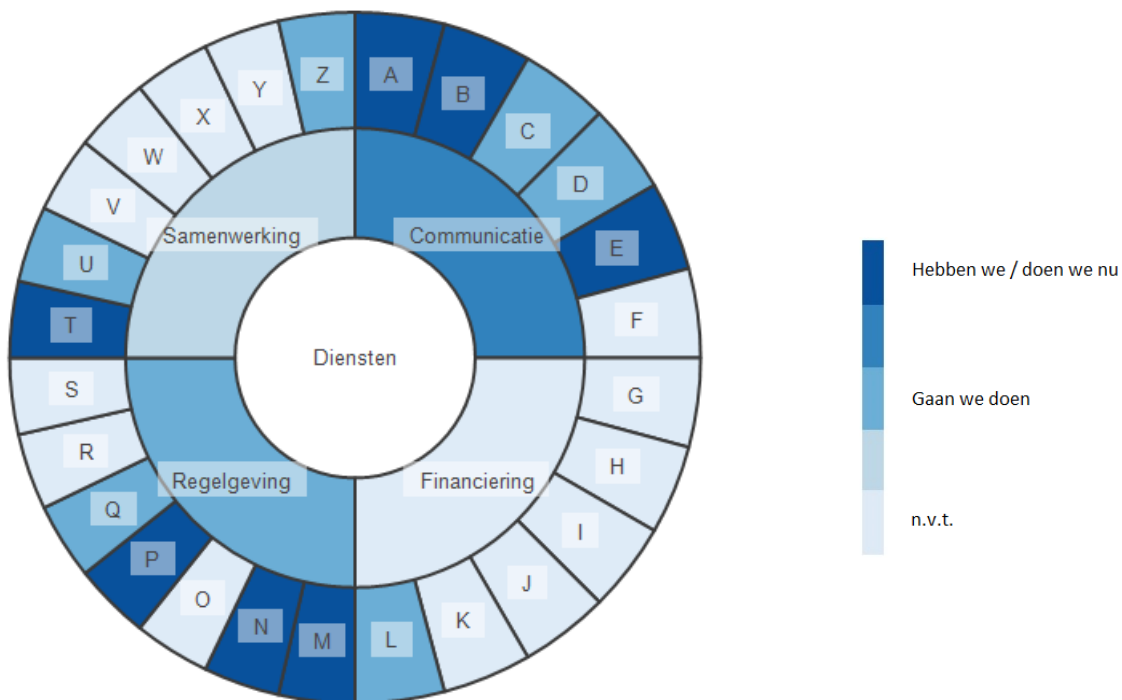 A
B
C
D
E
F
G
H
I
J
K
L
M
N
O
P
Q
R
S
T
U
V
W
X
Y
Z
Samenwerking
Communicatie
Diensten
Regelgeving
Financiering
Hebben we / doen we nu
Gaan we doen
n.v.t.